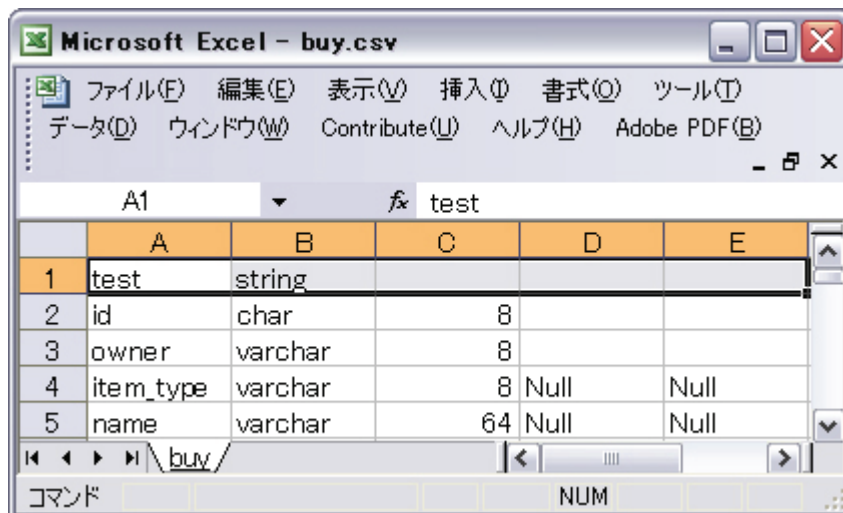 Microsoft Excel - buy.csv
ファイル(F) 編集(E) 表示(V) 挿入(I) 書式(O) ツール(T)
データ(D) ウィンドウ(W) Contribute(U) ヘルプ(H) Adobe PDF(B)
A1 fx test
A B C D E
1 test string
2 id char 8
3 owner varchar 8
4 item_type varchar 8 Null Null
5 name varchar 64 Null Null
buy
コマンド NUM